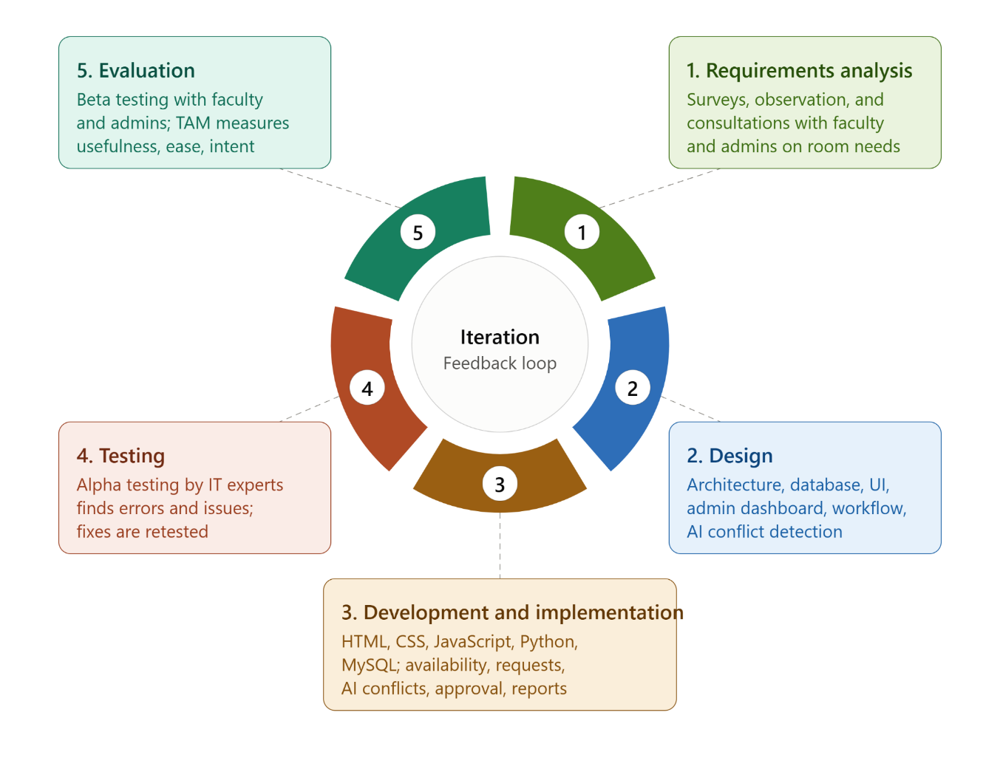 5. Evaluation
Beta testing with faculty
and admins; TAM measures
usefulness, ease, intent
1. Requirements analysis
Surveys, observation, and
consultations with faculty
and admins on room needs
5
1
Iteration
Feedback loop
4
2
3
4. Testing
Alpha testing by IT experts
finds errors and issues;
fixes are retested
2. Design
Architecture, database, UI,
admin dashboard, workflow,
AI conflict detection
3. Development and implementation
HTML, CSS, JavaScript, Python,
MySQL; availability, requests,
AI conflicts, approval, reports